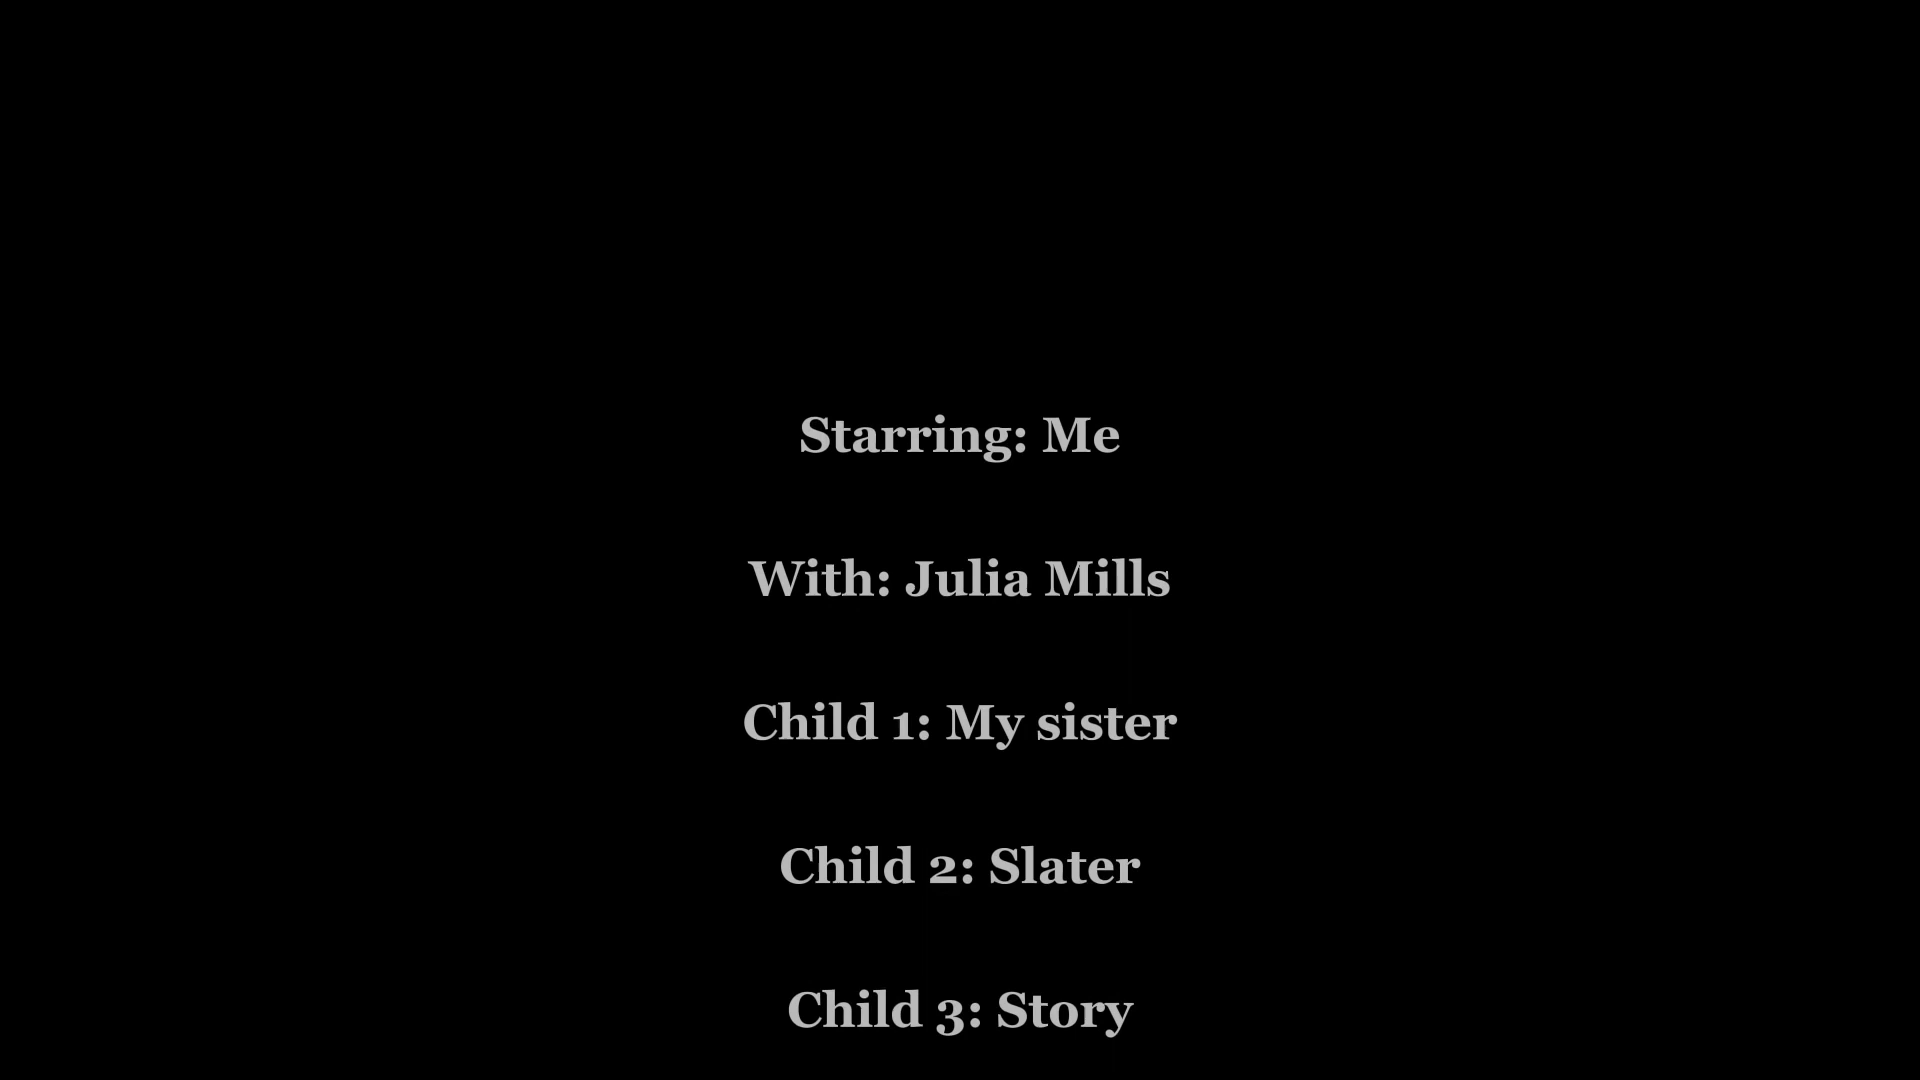 Starring: Me
With: Julia Mills
Child 1: My sister
Child 2: Slater
Child 3: Story